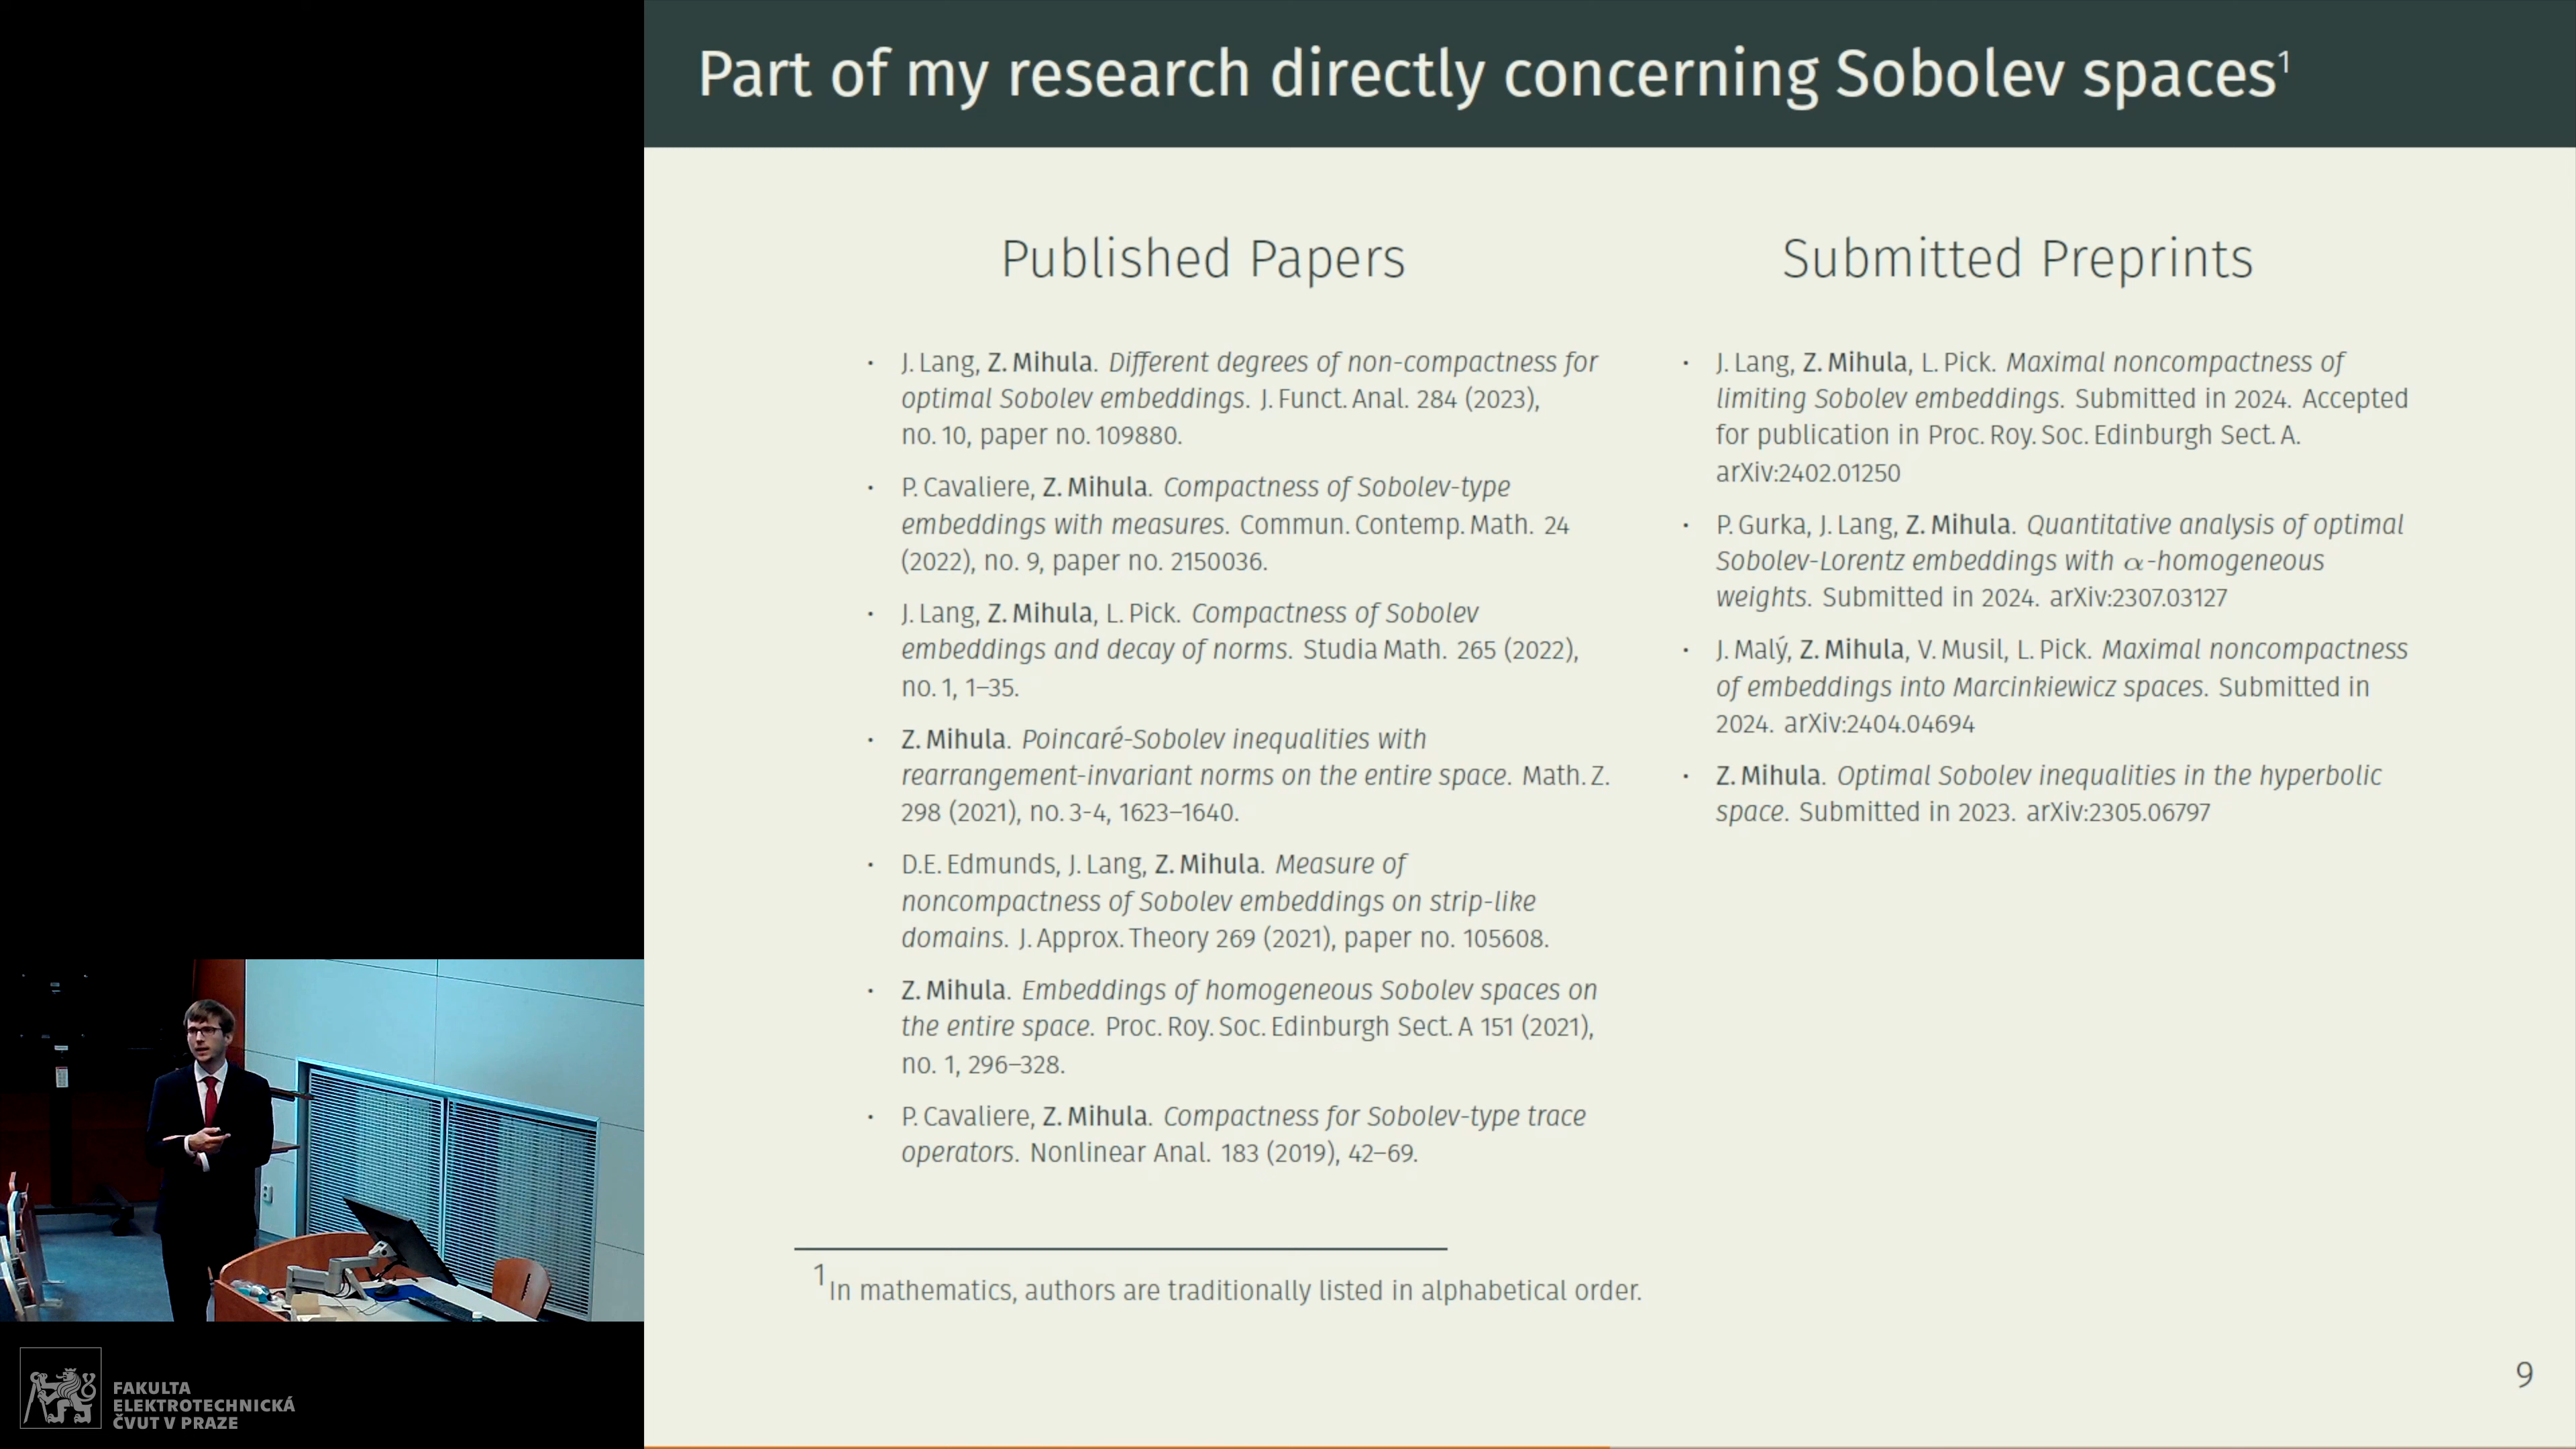 Part of my research directly concerning Sobolev spaces¹
Published Papers
· J. Lang, Z. Mihula. Different degrees of non-compactness for
optimal Sobolev embeddings. J. Funct. Anal. 284 (2023),
no. 10, paper no. 109880.
· P. Cavaliere, Z. Mihula. Compactness of Sobolev-type
embeddings with measures. Commun. Contemp. Math. 24
(2022), no. 9, paper no. 2150036.
· J. Lang, Z. Mihula, L. Pick. Compactness of Sobolev
embeddings and decay of norms. Studia Math. 265 (2022),
no. 1, 1–35.
· Z. Mihula. Poincaré-Sobolev inequalities with
rearrangement-invariant norms on the entire space. Math. Z.
298 (2021), no. 3-4, 1623–1640.
· D.E. Edmunds, J. Lang, Z. Mihula. Measure of
noncompactness of Sobolev embeddings on strip-like
domains. J. Approx. Theory 269 (2021), paper no. 105608.
· Z. Mihula. Embeddings of homogeneous Sobolev spaces on
the entire space. Proc. Roy. Soc. Edinburgh Sect. A 151 (2021),
no. 1, 296–328.
· P. Cavaliere, Z. Mihula. Compactness for Sobolev-type trace
operators. Nonlinear Anal. 183 (2019), 42–69.
Submitted Preprints
· J. Lang, Z. Mihula, L. Pick. Maximal noncompactness of
limiting Sobolev embeddings. Submitted in 2024. Accepted
for publication in Proc. Roy. Soc. Edinburgh Sect. A.
arXiv:2402.01250
· P. Gurka, J. Lang, Z. Mihula. Quantitative analysis of optimal
Sobolev-Lorentz embeddings with α-homogeneous
weights. Submitted in 2024. arXiv:2307.03127
· J. Malý, Z. Mihula, V. Musil, L. Pick. Maximal noncompactness
of embeddings into Marcinkiewicz spaces. Submitted in
2024. arXiv:2404.04694
· Z. Mihula. Optimal Sobolev inequalities in the hyperbolic
space. Submitted in 2023. arXiv:2305.06797
¹In mathematics, authors are traditionally listed in alphabetical order.
9
FAKULTA
ELEKTROTECHNICKÁ
ČVUT V PRAZE